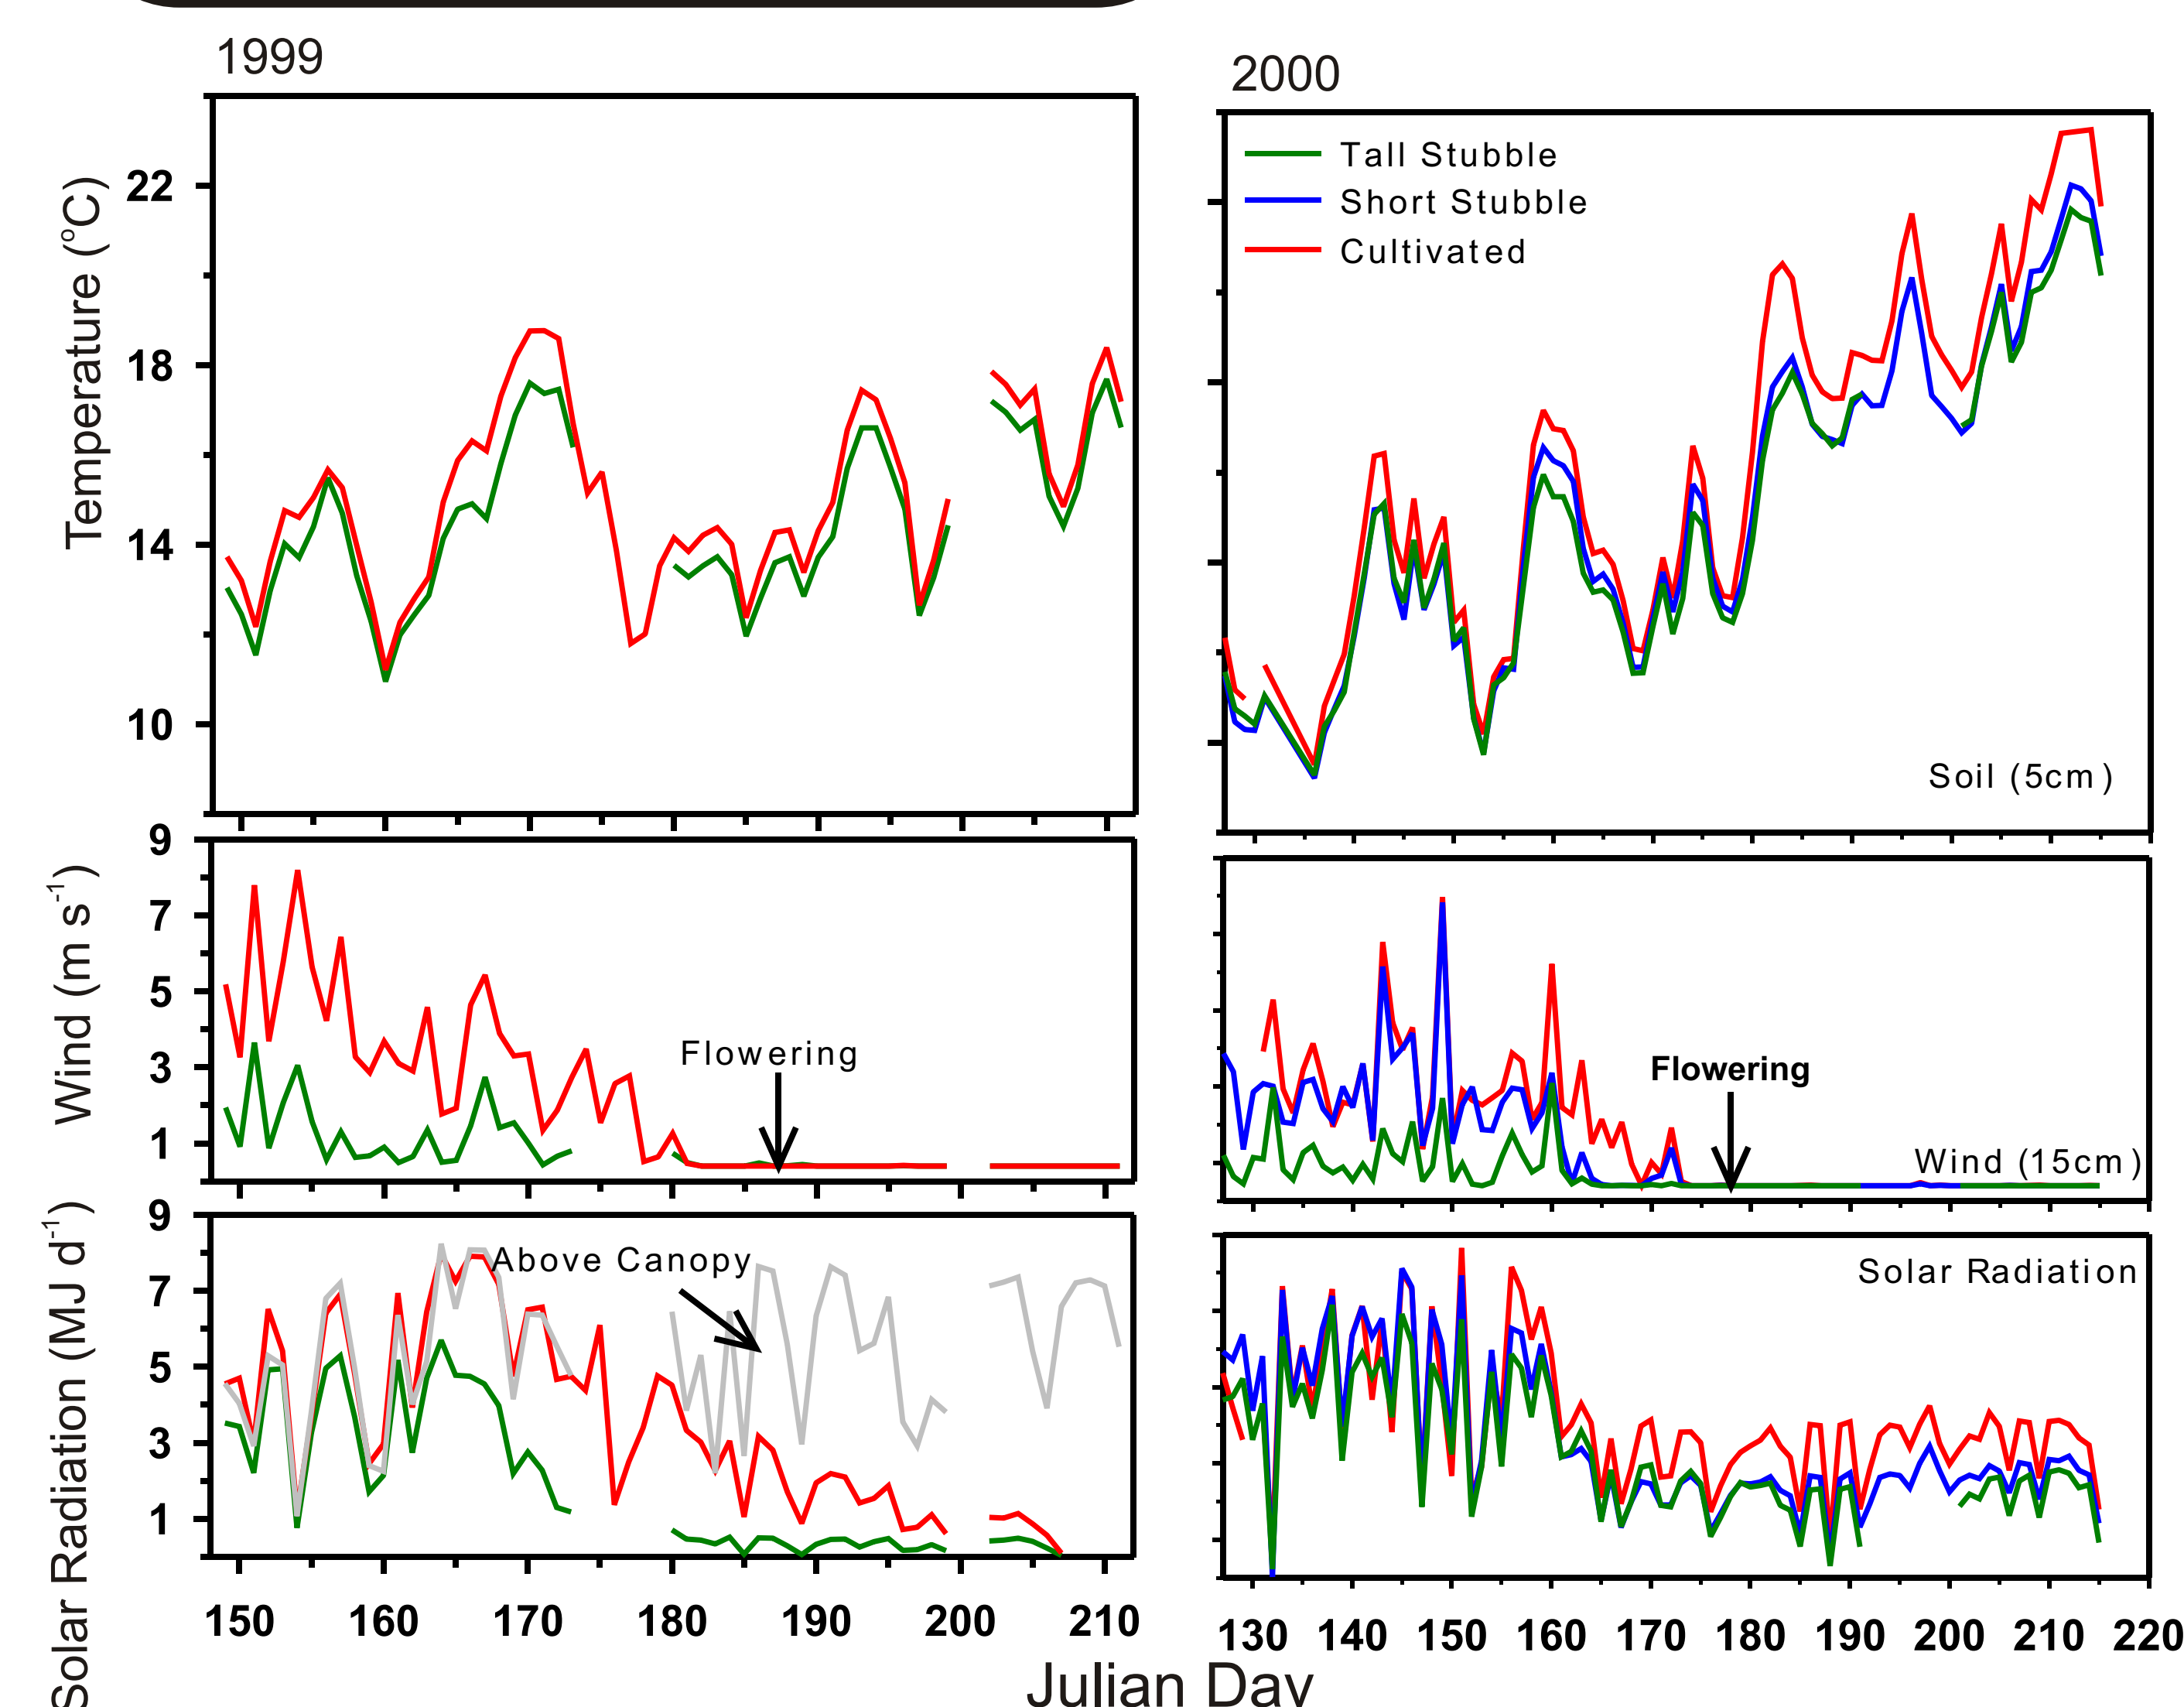 1999
2000
Temperature (ºC)
22
18
14
10
Tall Stubble
Short Stubble
Cultivated
Soil (5cm)
Wind (m s-1)
9
7
5
3
1
Flowering
Flowering
Wind (15cm)
Solar Radiation (MJ d-1)
9
7
5
3
1
Above Canopy
Solar Radiation
150 160 170 180 190 200 210
130 140 150 160 170 180 190 200 210 220
Julian Day